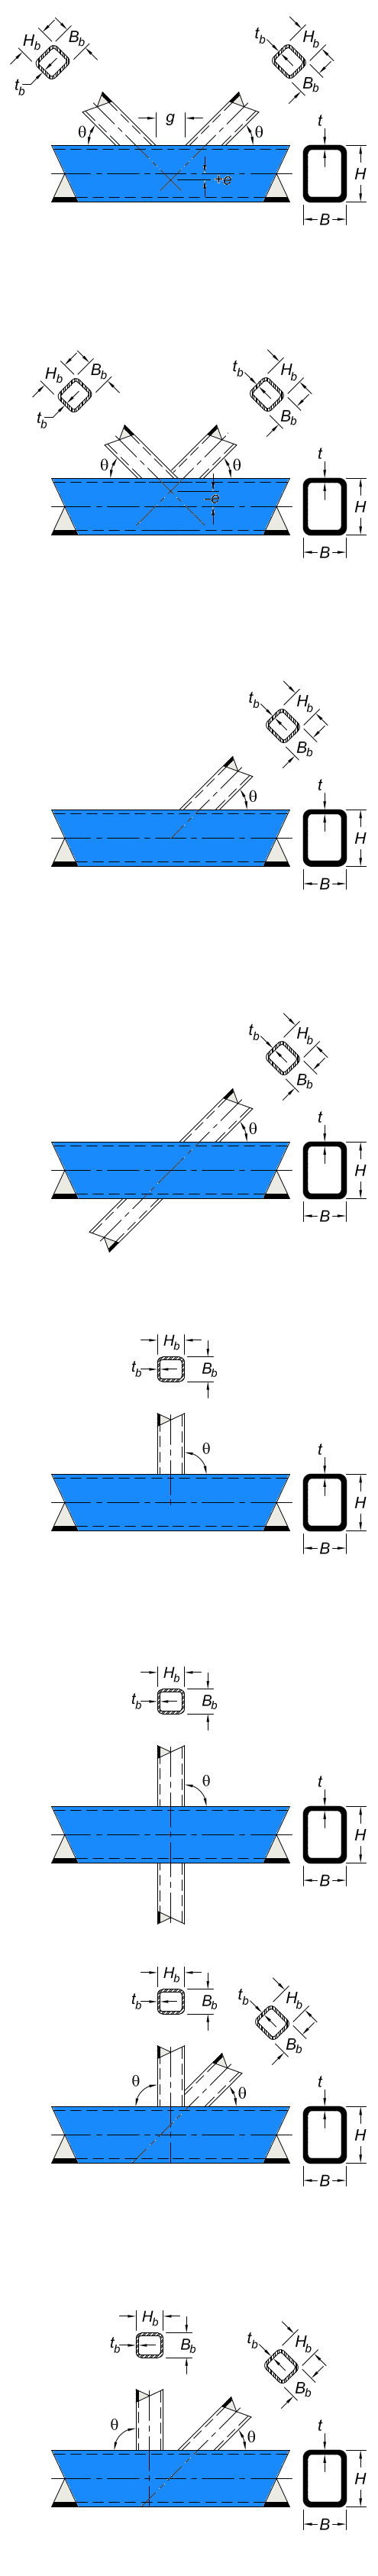 H_b B_b t_b H_b B_b
t_b
θ g θ t
+e H
B
H_b B_b t_b H_b
t_b B_b
θ θ t
-e H
B
t_b H_b
B_b
θ t
H
B
t_b H_b
B_b
θ t
H
B
H_b
t_b B_b
θ t
H
B
H_b
t_b B_b
θ t
H
B
H_b
t_b B_b t_b H_b
B_b
θ θ t
H
B
H_b
t_b B_b t_b H_b
B_b
θ θ t
H
B